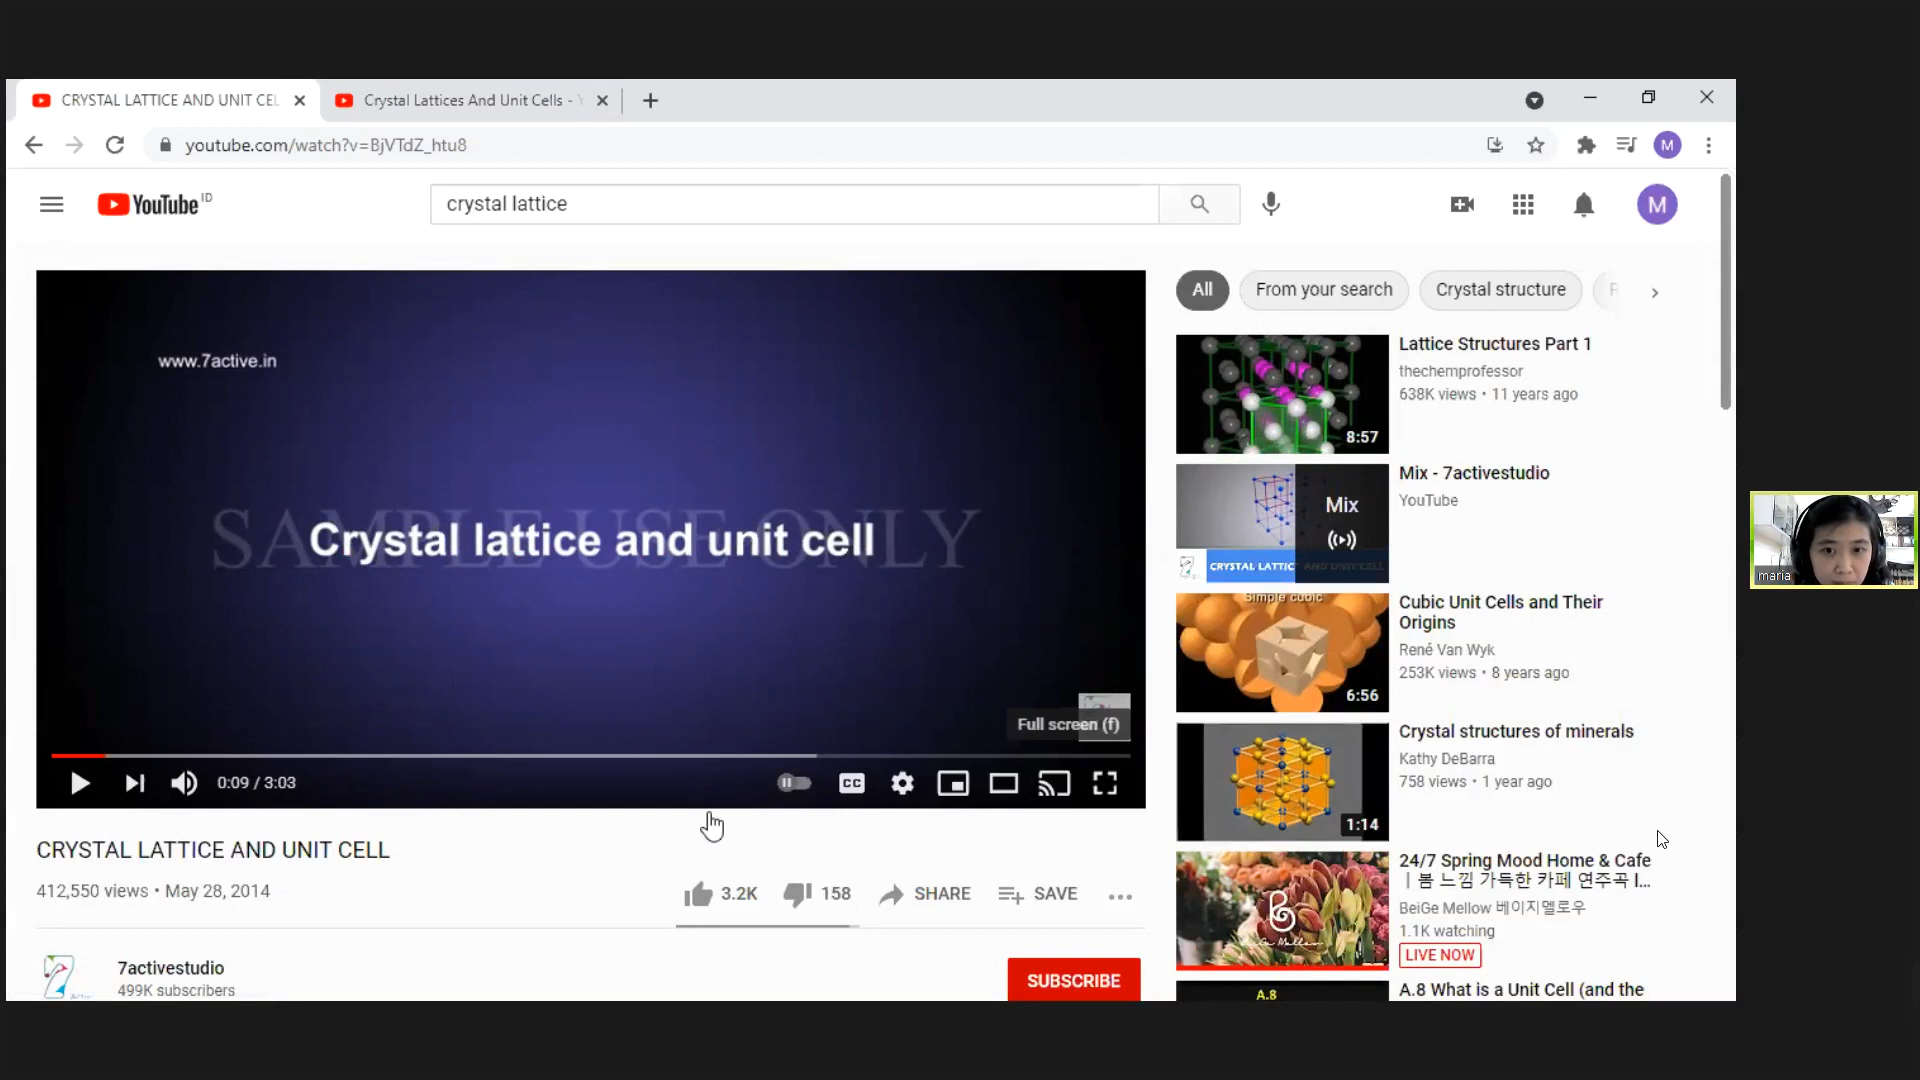 CRYSTAL LATTICE AND UNIT CEL
Crystal Lattices And Unit Cells -
youtube.com/watch?v=BjVTdZ_htu8
M
YouTube ID
crystal lattice
M
www.7active.in
SAMPLE USE ONLY
Crystal lattice and unit cell
Full screen (f)
0:09 / 3:03
CC
CRYSTAL LATTICE AND UNIT CELL
412,550 views • May 28, 2014
3.2K
158
SHARE
SAVE
7activestudio
499K subscribers
SUBSCRIBE
All
From your search
Crystal structure
Lattice Structures Part 1
thechemprofessor
638K views • 11 years ago
8:57
Mix - 7activestudio
YouTube
Mix
CRYSTAL LATTIC AND UNIT CELL
Simple cubic
Cubic Unit Cells and Their
Origins
René Van Wyk
253K views • 8 years ago
6:56
Crystal structures of minerals
Kathy DeBarra
758 views • 1 year ago
1:14
24/7 Spring Mood Home & Cafe
| 봄 느낌 가득한 카페 연주곡 l...
BeiGe Mellow 베이지멜로우
1.1K watching
LIVE NOW
BeiGe Mellow
A.8
A.8 What is a Unit Cell (and the
maria